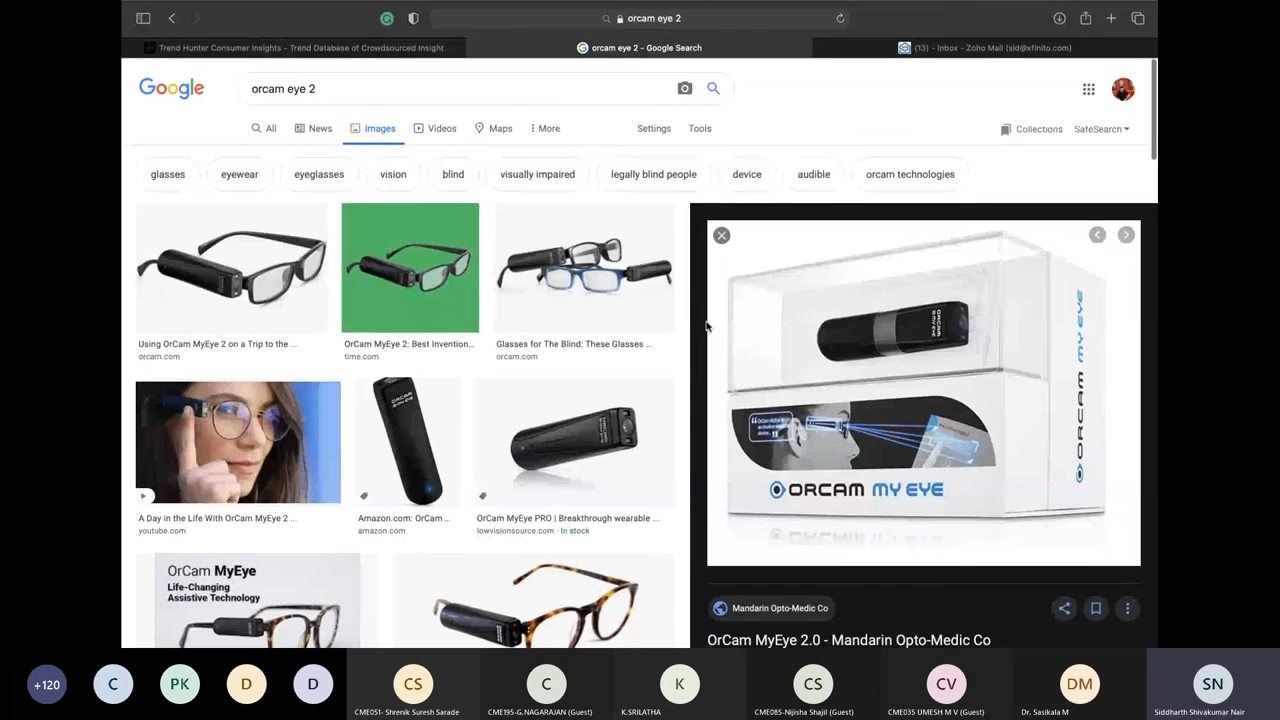 orcam eye 2
Trend Hunter Consumer Insights - Trend Database of Crowdsourced Insight
orcam eye 2 - Google Search
(13) - Inbox - Zoho Mail (sid@xfinito.com)
Google
orcam eye 2
All
News
Images
Videos
Maps
More
Settings
Tools
Collections
SafeSearch
glasses
eyewear
eyeglasses
vision
blind
visually impaired
legally blind people
device
audible
orcam technologies
Using OrCam MyEye 2 on a Trip to the ...
orcam.com
OrCam MyEye 2: Best Invention...
time.com
Glasses for The Blind: These Glasses ...
orcam.com
A Day in the Life With OrCam MyEye 2 ...
youtube.com
Amazon.com: OrCam ..
amazon.com
OrCam MyEye PRO | Breakthrough wearable ...
lowvisionsource.com · In stock
OrCam MyEye
Life-Changing
Assistive Technology
ORCAM
ORCAM MY EYE
ORCAM MY EYE
Mandarin Opto-Medic Co
OrCam MyEye 2.0 - Mandarin Opto-Medic Co
+120
C
PK
D
D
CS
C
K
CS
CV
DM
SN
CME051- Shrenik Suresh Sarade
CME195-G.NAGARAJAN (Guest)
K.SRILATHA
CME085-Nijisha Shajil (Guest)
CME035 UMESH M V (Guest)
Dr. Sasikala M
Siddharth Shivakumar Nair